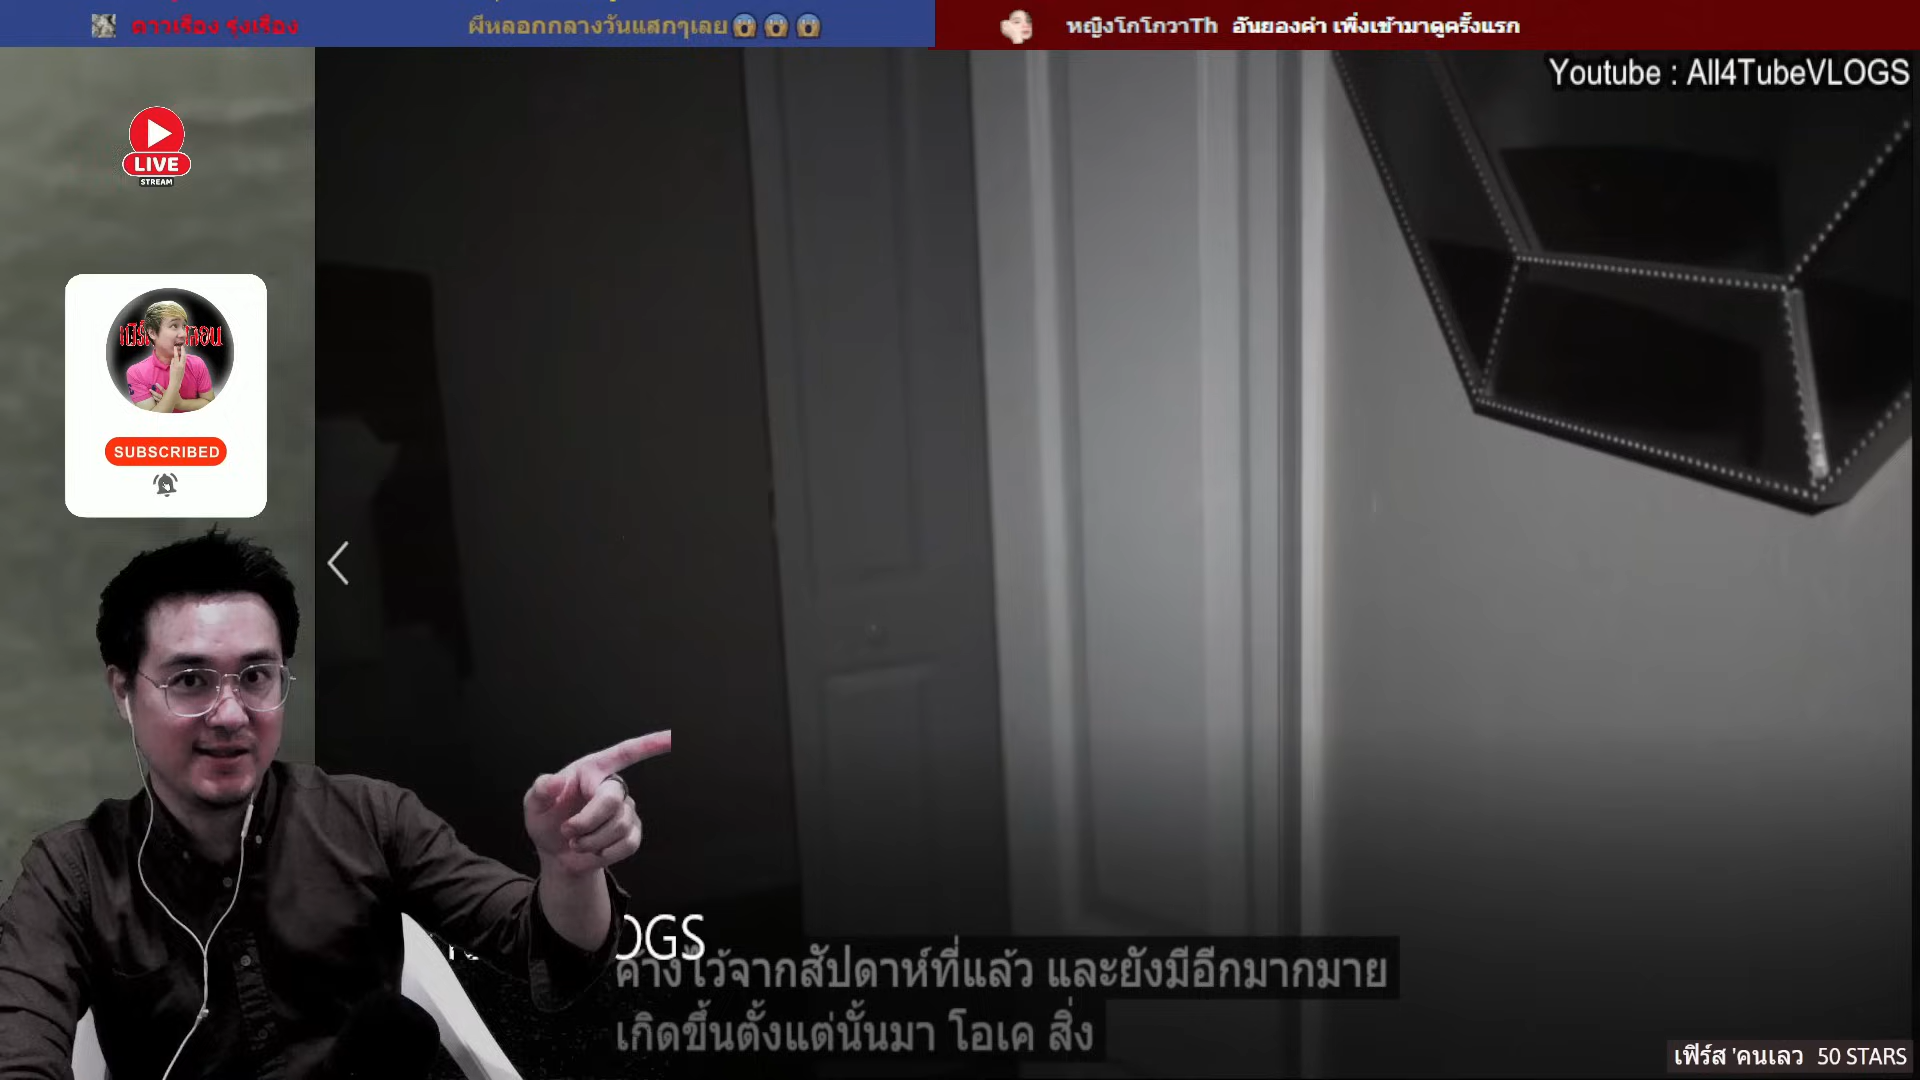 ดาวเรือง รุ่งเรือง
ผีหลอกกลางวันแสกๆเลย😱😱😱
หญิงโกโกวาTh อันยองค่า เพิ่งเข้ามาดูครั้งแรก
Youtube : All4TubeVLOGS
LIVE
STREAM
SUBSCRIBED
OGS
ค้างไว้จากสัปดาห์ที่แล้ว และยังมีอีกมากมาย
เกิดขึ้นตั้งแต่นั้นมา โอเค สิ่ง
เฟิร์ส 'คนเลว 50 STARS